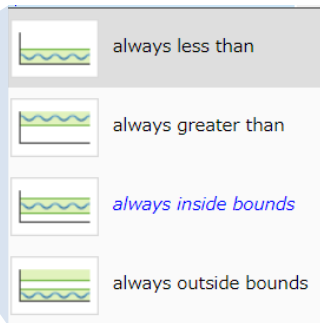 always less than
always greater than
always inside bounds
always outside bounds